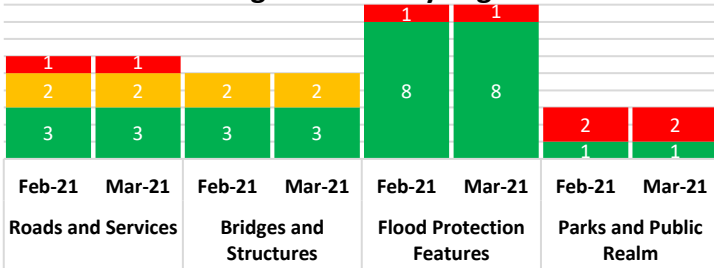 1 1
1 1
2 2 2 2 8 8
3 3 3 3 2 2
1 1
Feb-21 Mar-21 Feb-21 Mar-21 Feb-21 Mar-21 Feb-21 Mar-21
Roads and Services Bridges and Structures Flood Protection Features Parks and Public Realm